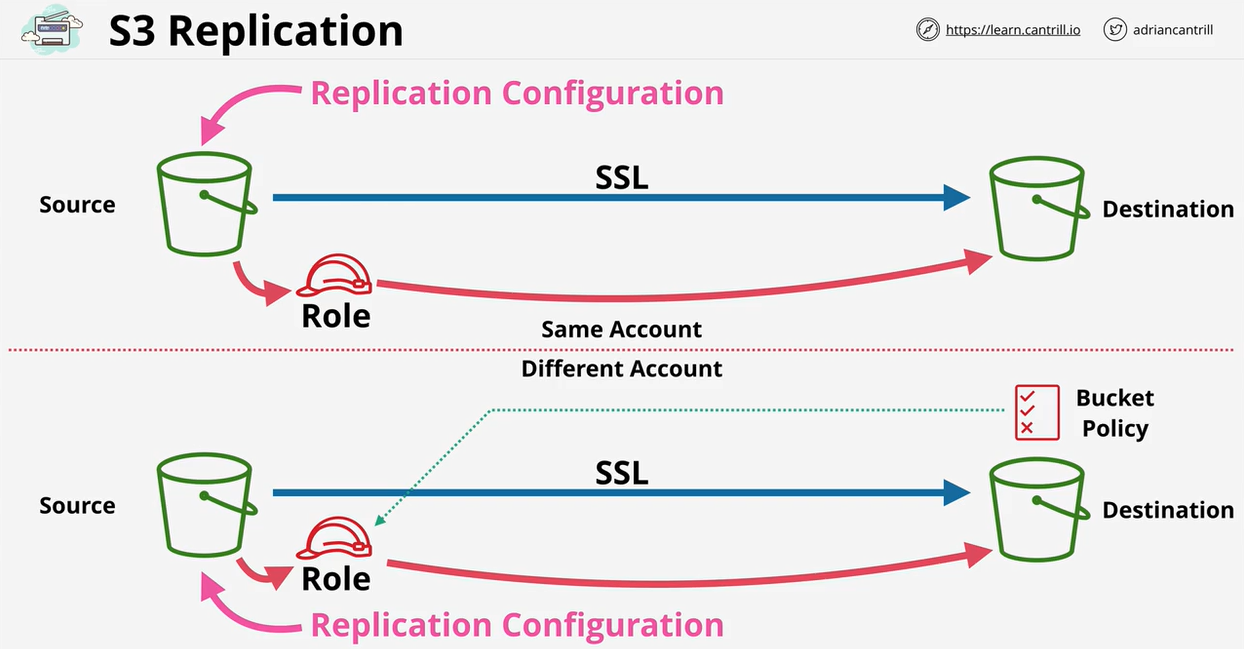 S3 Replication
https://learn.cantrill.io
adriancantrill
Replication Configuration
SSL
Source
Destination
Role
Same Account
Different Account
Bucket
Policy
SSL
Source
Destination
Role
Replication Configuration